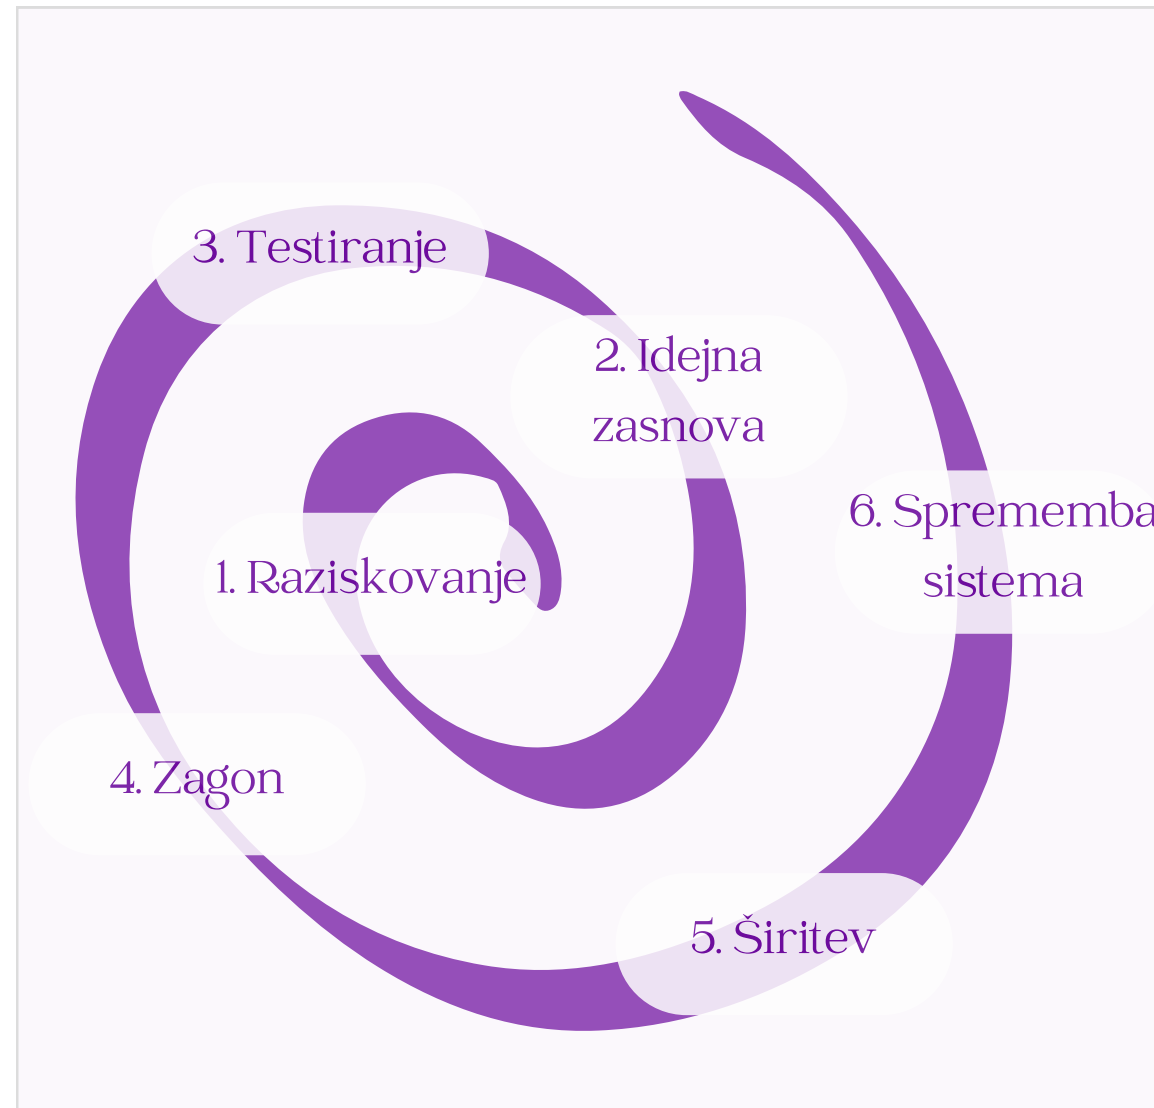 3. Testiranje
2. Idejna
zasnova
6. Sprememba
sistema
1. Raziskovanje
4. Zagon
5. Širitev